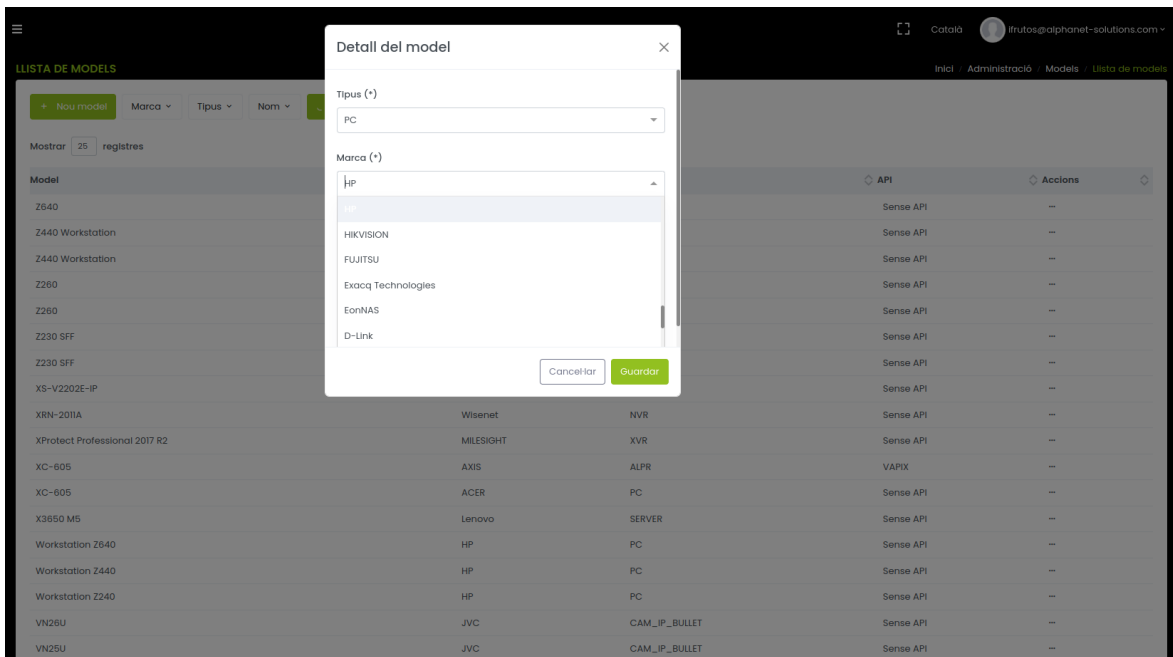 Català lfrutos@alphanet-solutions.com
LLISTA DE MODELS
Inici / Administració / Models / Llista de models
+ Nou model Marca Tipus Nom
Mostrar 25 registres
Detall del model
Tipus (*)
PC
Marca (*)
HP
HP
HIKVISION
FUJITSU
Exacq Technologies
EonNAS
D-Link
Cancel·lar Guardar
Model API Accions
Z640 Sense API ...
Z440 Workstation Sense API ...
Z440 Workstation Sense API ...
Z260 Sense API ...
Z260 Sense API ...
Z230 SFF Sense API ...
Z230 SFF Sense API ...
XS-V2202E-IP Sense API ...
XRN-2011A Wisenet NVR Sense API ...
XProtect Professional 2017 R2 MILESIGHT XVR Sense API ...
XC-605 AXIS ALPR VAPIX ...
XC-605 ACER PC Sense API ...
X3650 M5 Lenovo SERVER Sense API ...
Workstation Z640 HP PC Sense API ...
Workstation Z440 HP PC Sense API ...
Workstation Z240 HP PC Sense API ...
VN26U JVC CAM_IP_BULLET Sense API ...
VN25U JVC CAM_IP_BULLET Sense API ...